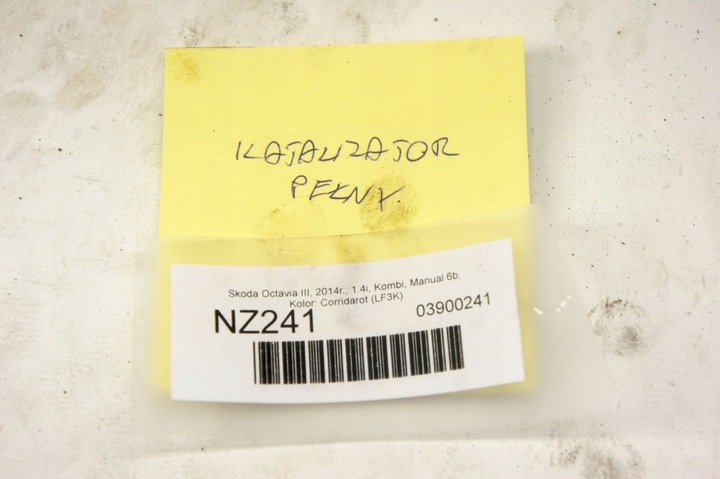 KATALIZATOR
PEŁNY.
Skoda Octavia III, 2014r., 1.4i, Kombi, Manual 6b,
Kolor: Corridarot (LF3K)
NZ241
03900241